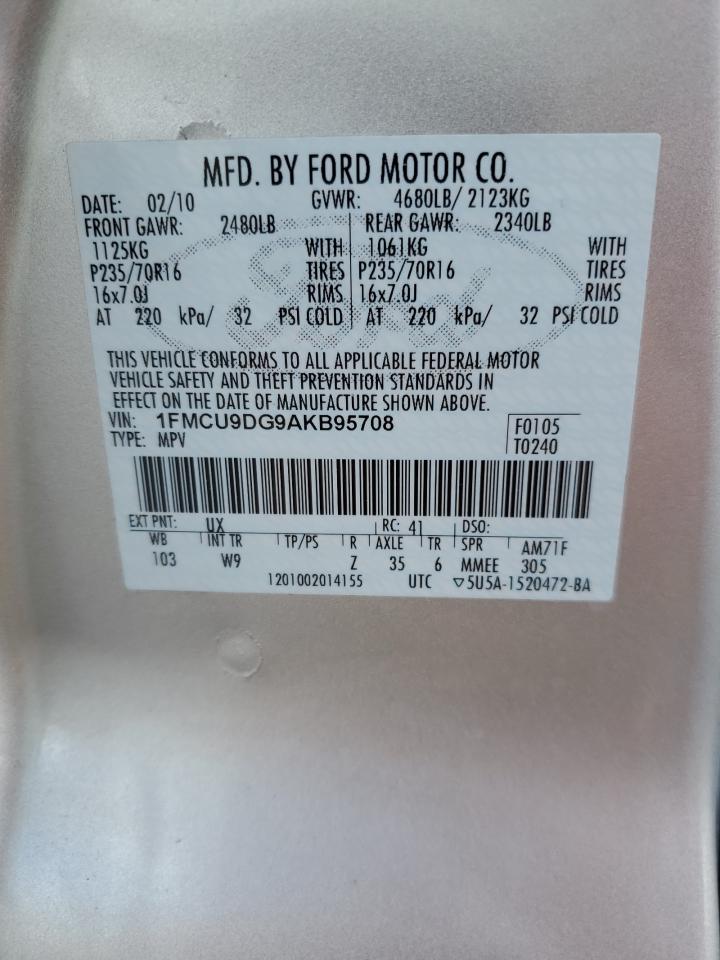 MFD. BY FORD MOTOR CO.
DATE: 02/10 GVWR: 4680LB/ 2123KG
FRONT GAWR: 2480LB REAR GAWR: 2340LB
1125KG WITH 1061KG WITH
P235/70R16 TIRES P235/70R16 TIRES
16x7.0J RIMS 16x7.0J RIMS
AT 220 kPa/ 32 PSI COLD AT 220 kPa/ 32 PSI COLD
THIS VEHICLE CONFORMS TO ALL APPLICABLE FEDERAL MOTOR
VEHICLE SAFETY AND THEFT PREVENTION STANDARDS IN
EFFECT ON THE DATE OF MANUFACTURE SHOWN ABOVE.
VIN: 1FMCU9DG9AKB95708 F0105
TYPE: MPV T0240
EXT PNT: UX RC: 41 DSO:
WB INT TR TP/PS R AXLE TR SPR AM71F
103 W9 Z 35 6 MMEE 305
1201002014155 UTC ▽5U5A-1520472-BA